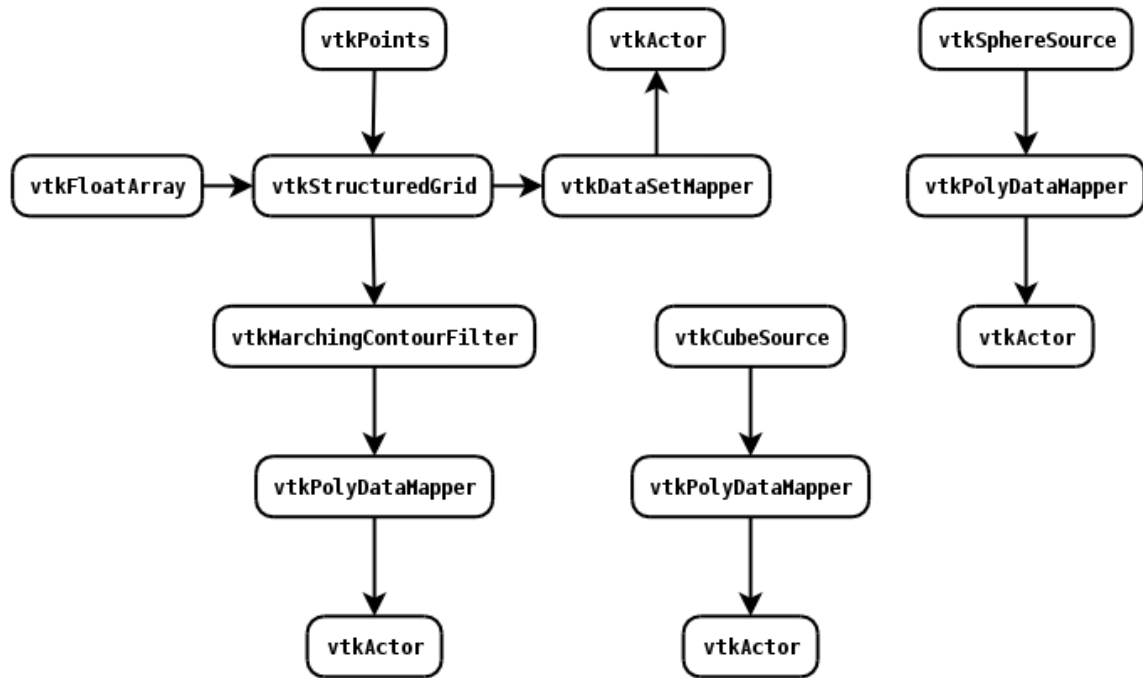 vtkPoints
vtkActor
vtkSphereSource
vtkFloatArray
vtkStructuredGrid
vtkDataSetMapper
vtkPolyDataMapper
vtkMarchingContourFilter
vtkCubeSource
vtkActor
vtkPolyDataMapper
vtkPolyDataMapper
vtkActor
vtkActor